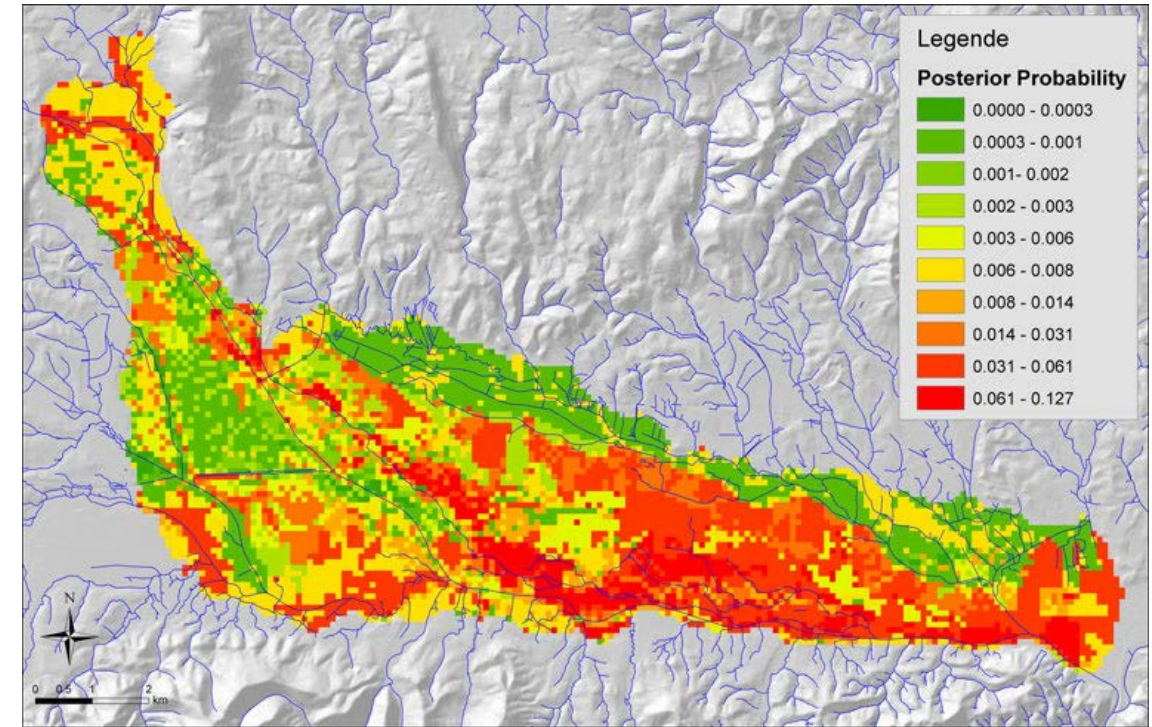 Legende
Posterior Probability
0.0000 - 0.0003
0.0003 - 0.001
0.001- 0.002
0.002 - 0.003
0.003 - 0.006
0.006 - 0.008
0.008 - 0.014
0.014 - 0.031
0.031 - 0.061
0.061 - 0.127
N
0 0.5 1 2
km